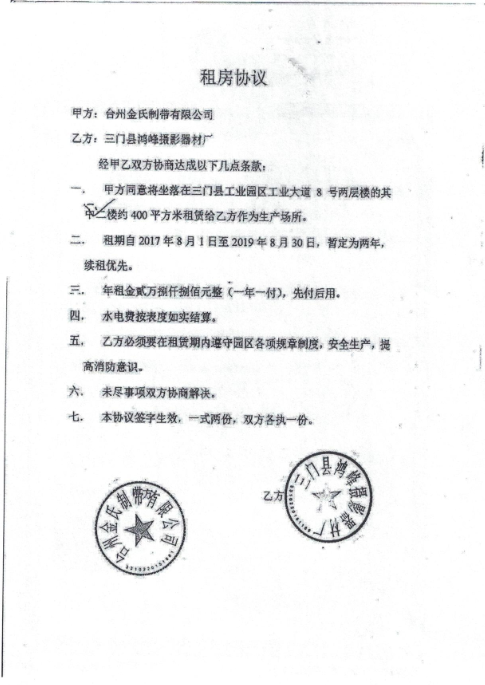 租房协议
甲方：台州金氏制带有限公司
乙方：三门县鸿峰摄影器材厂
经甲乙双方协商达成以下几点条款：
一、 甲方同意将坐落在三门县工业园区工业大道 8 号两层楼的其
中二楼约 400 平方米租赁给乙方作为生产场所。
二、 租期自 2017 年 8 月 1 日至 2019 年 8 月 30 日，暂定为两年，
续租优先。
三、 年租金贰万捌仟捌佰元整（一年一付），先付后用。
四、 水电费按表度如实结算。
五、 乙方必须要在租赁期内遵守园区各项规章制度，安全生产，提
高消防意识。
六、 未尽事项双方协商解决。
七、 本协议签字生效，一式两份，双方各执一份。
乙方
台州金氏制带有限公司
三门县鸿峰摄影器材厂